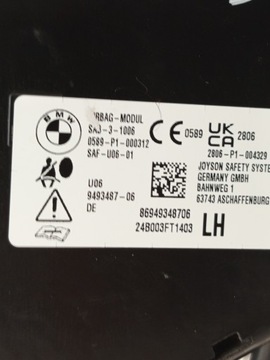 BMW
AIRBAG-MODUL
SAJ-3-1006
0589-P1-000312
SAF-U06-01
CE 0589
UK CA 2806
2806-P1-004329
JOYSON SAFETY
GERMANY GMBH
BAHNWEG 1
63743 ASCHAFFENBURG
U06
9493487-06
DE
86949348706
24B003FT1403
LH